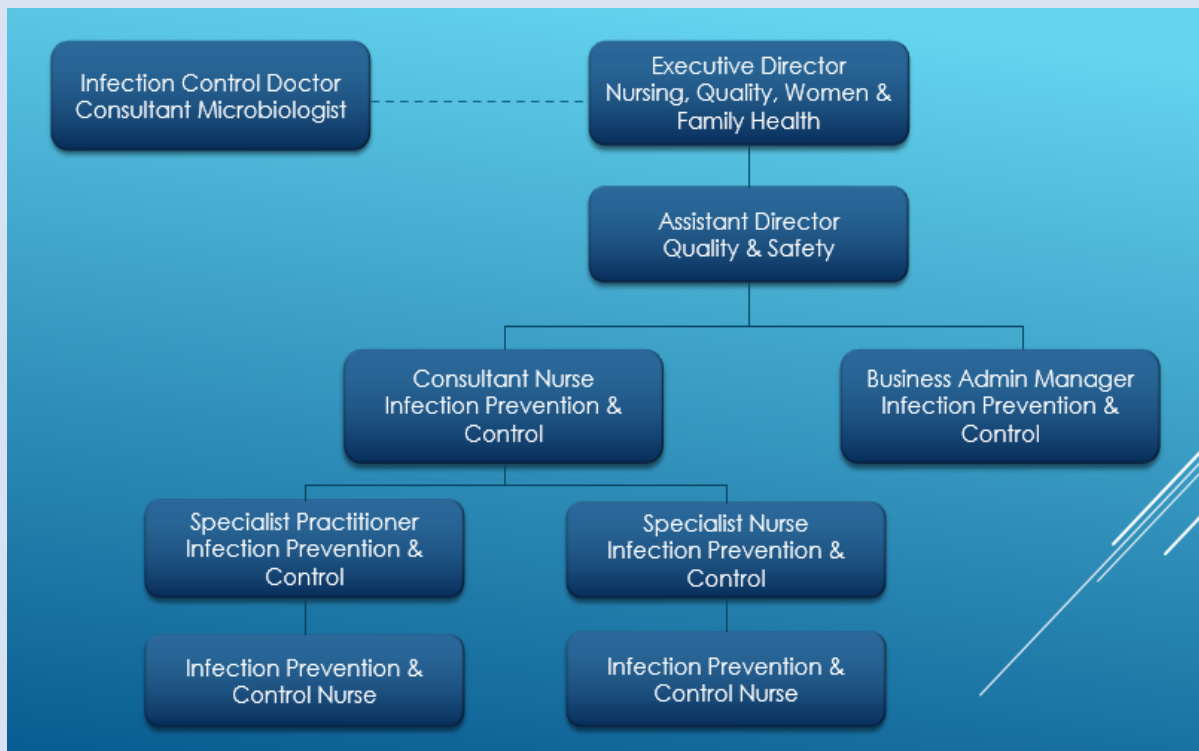 Infection Control Doctor
Consultant Microbiologist
Executive Director
Nursing, Quality, Women &
Family Health
Assistant Director
Quality & Safety
Consultant Nurse
Infection Prevention &
Control
Business Admin Manager
Infection Prevention &
Control
Specialist Practitioner
Infection Prevention &
Control
Specialist Nurse
Infection Prevention &
Control
Infection Prevention &
Control Nurse
Infection Prevention &
Control Nurse